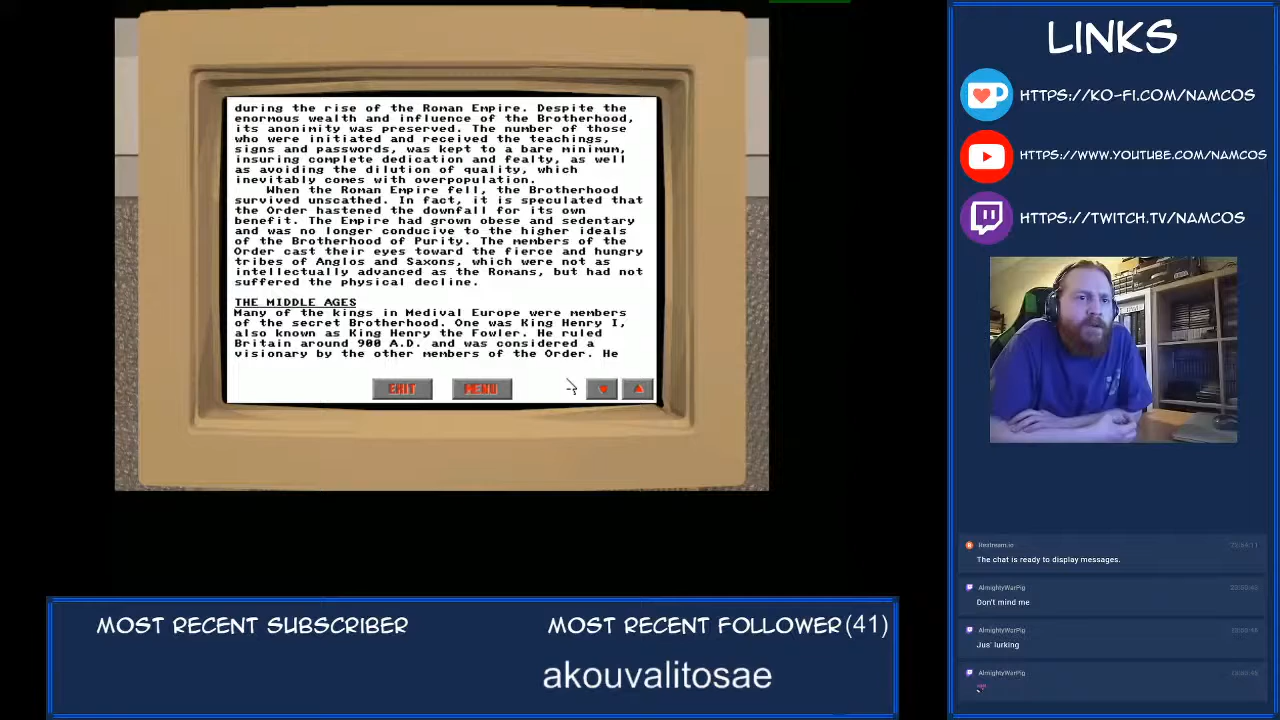 during the rise of the Roman Empire. Despite the
enormous wealth and influence of the Brotherhood,
its anonimity was preserved. The number of those
who were initiated and received the teachings,
signs and passwords, was kept to a bare minimum,
insuring complete dedication and fealty, as well
as avoiding the dilution of quality, which
inevitably comes with overpopulation.
When the Roman Empire fell, the Brotherhood
survived unscathed. In fact, it is speculated that
the Order hastened the downfall for its own
benefit. The Empire had grown obese and sedentary
and was no longer conducive to the higher ideals
of the Brotherhood of Purity. The members of the
Order cast their eyes toward the fierce and hungry
tribes of Anglos and Saxons, which were not as
intellectually advanced as the Romans, but had not
suffered the physical decline.
THE MIDDLE AGES
Many of the kings in Medival Europe were members
of the secret Brotherhood. One was King Henry I,
also known as King Henry the Fowler. He ruled
Britain around 900 A.D. and was considered a
visionary by the other members of the Order. He
EXIT
MENU
LINKS
HTTPS://KO-FI.COM/NAMCOS
HTTPS://WWW.YOUTUBE.COM/NAMCOS
HTTPS://TWITCH.TV/NAMCOS
Restream.io
The chat is ready to display messages.
AlmightyWarPig
Don't mind me
AlmightyWarPig
Jus' lurking
AlmightyWarPig
MOST RECENT SUBSCRIBER
MOST RECENT FOLLOWER (41)
akouvalitosae